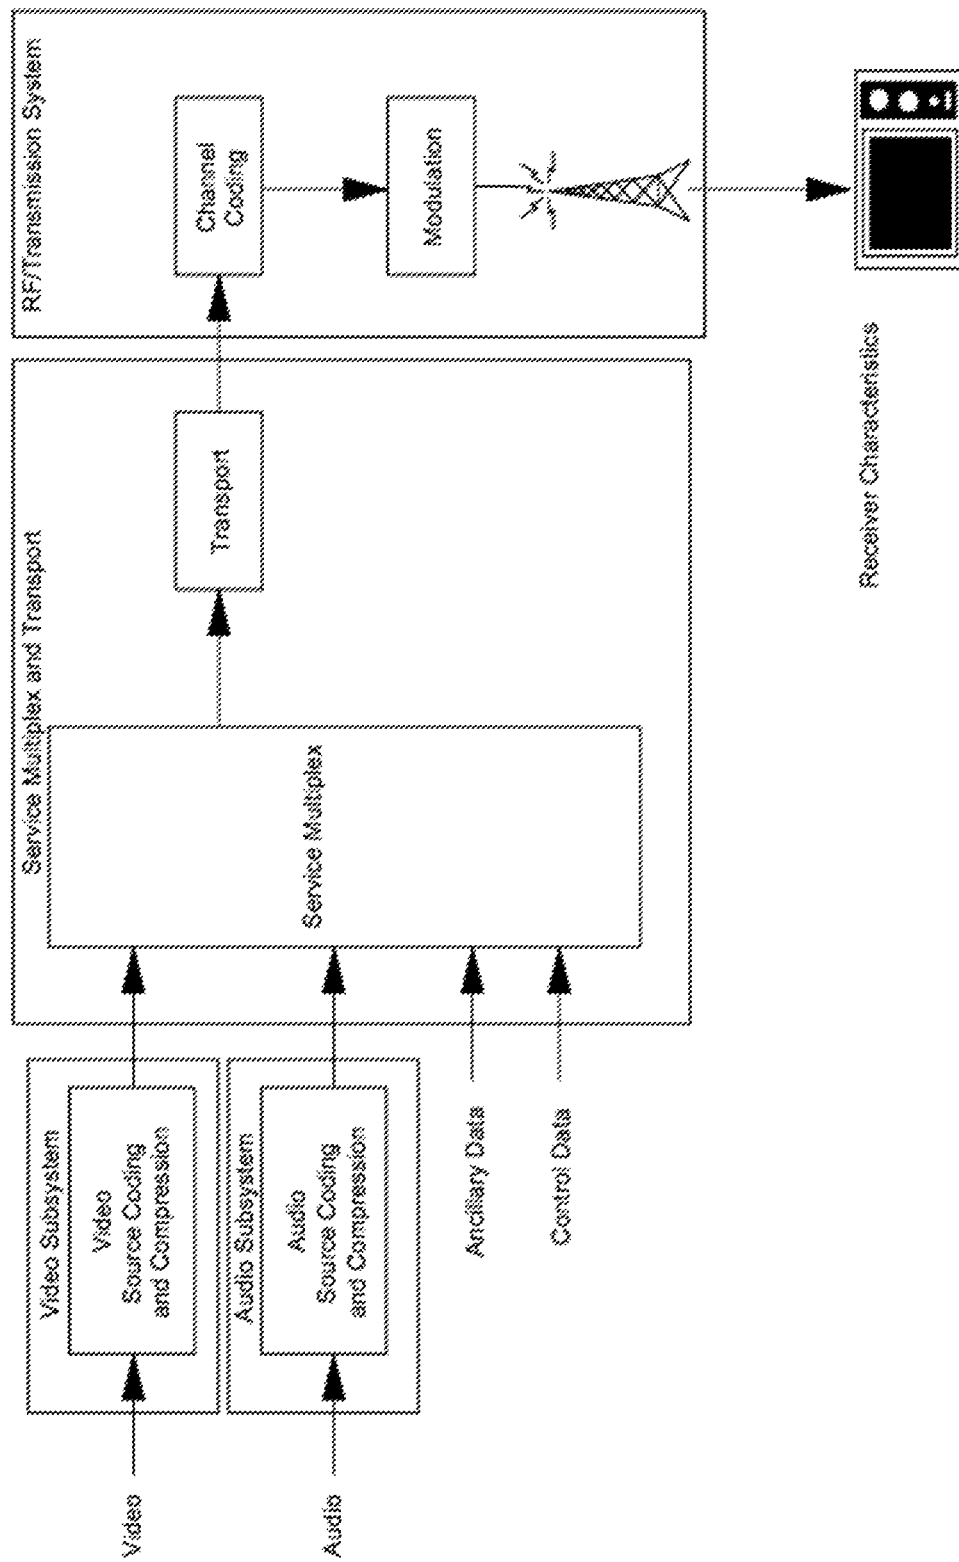 Video
Video Subsystem
Video
Source Coding
and Compression
Audio
Audio Subsystem
Audio
Source Coding
and Compression
Ancillary Data
Control Data
Service Multiplex and Transport
Service Multiplex
Transport
RF/Transmission System
Channel
Coding
Modulation
Receiver Characteristics